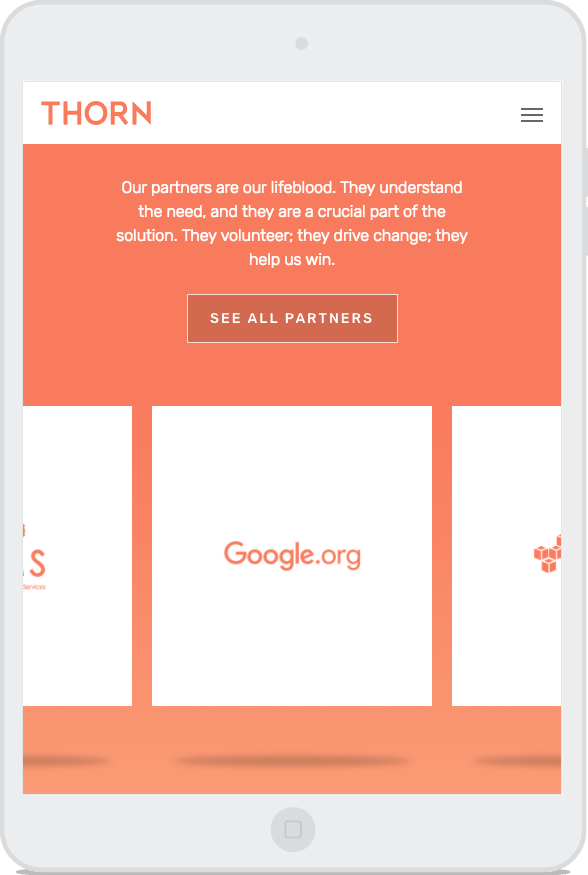 THORN
Our partners are our lifeblood. They understand
the need, and they are a crucial part of the
solution. They volunteer; they drive change; they
help us win.
SEE ALL PARTNERS
S
Services
Google.org